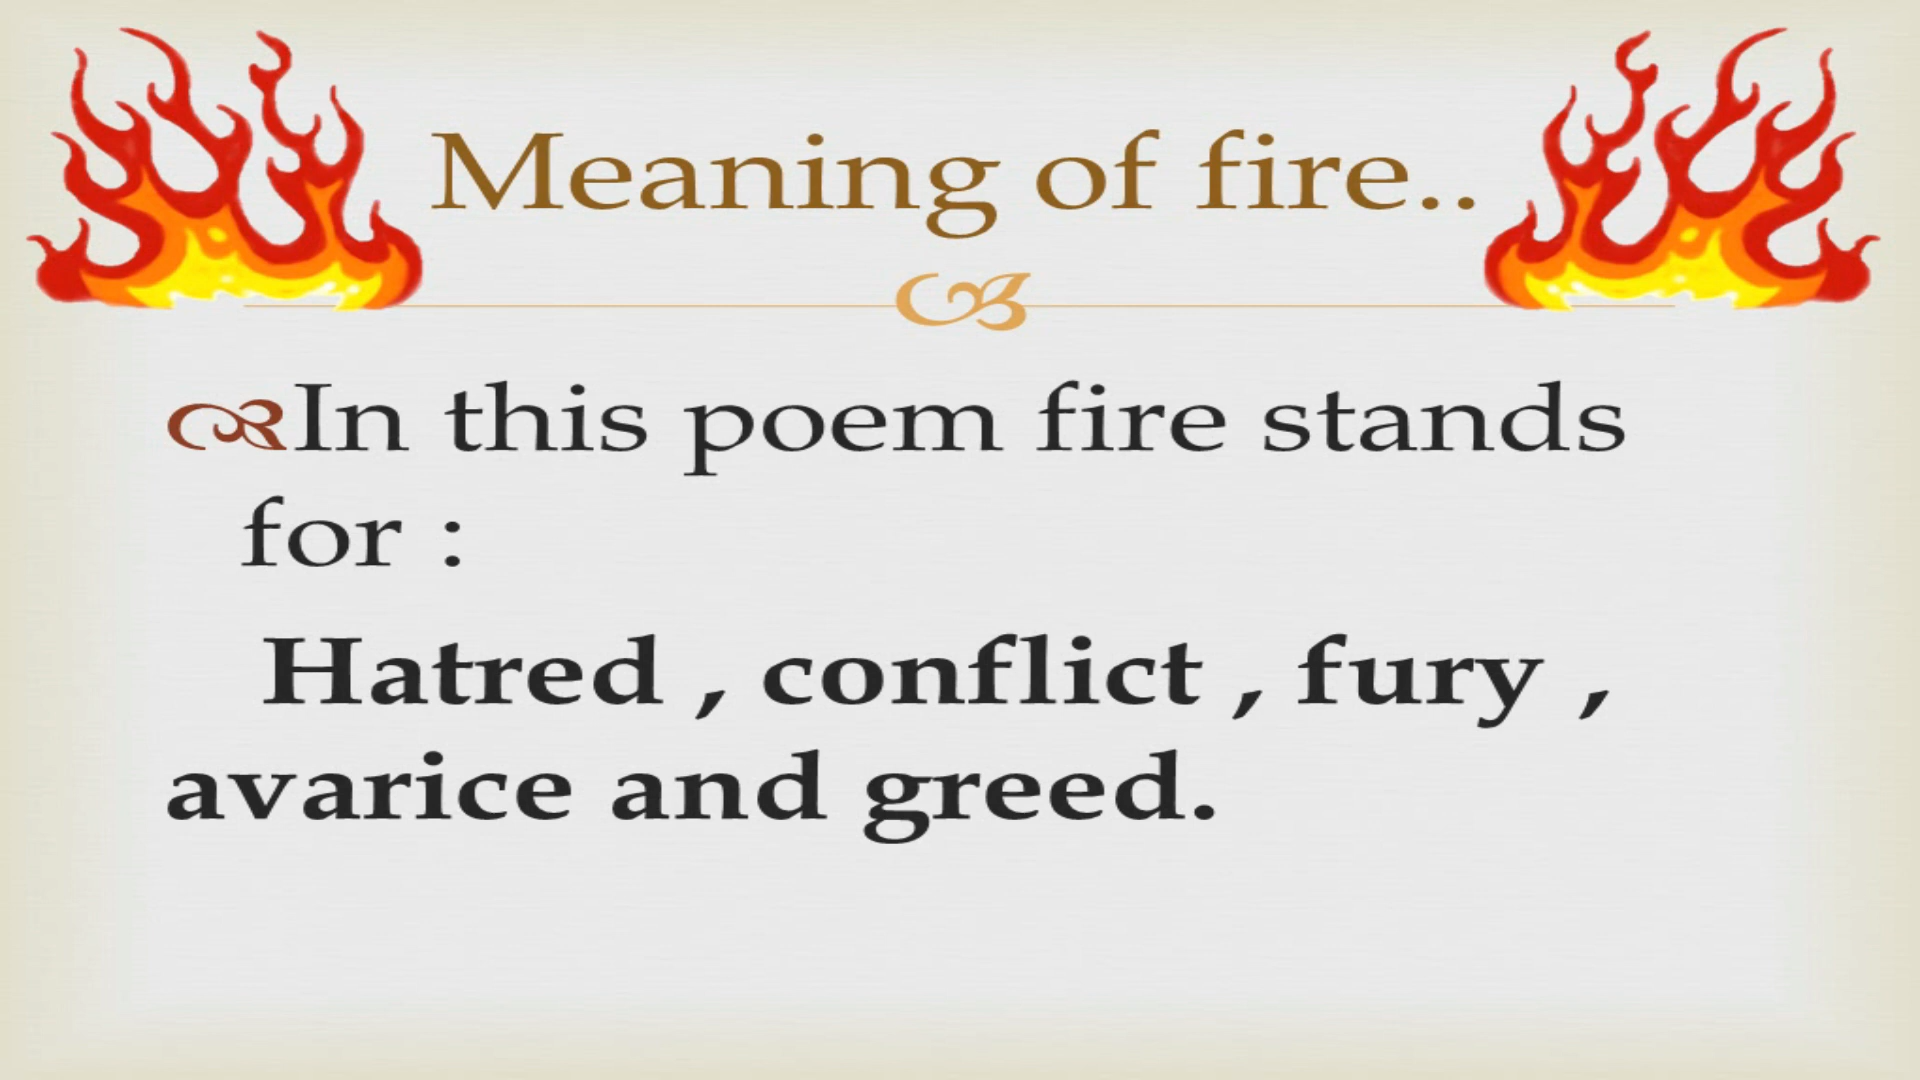 Meaning of fire..
In this poem fire stands
for :
Hatred , conflict , fury ,
avarice and greed.